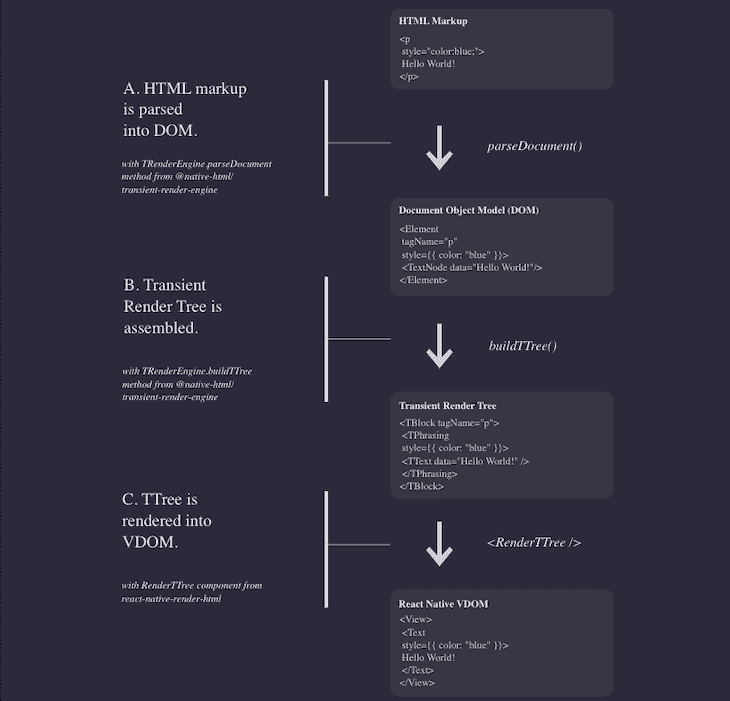 HTML Markup
<p
style="color:blue;">
Hello World!
</p>
A. HTML markup
is parsed
into DOM.
with TRenderEngine.parseDocument
method from @native-html/
transient-render-engine
parseDocument()
Document Object Model (DOM)
<Element
tagName="p"
style={{ color: "blue" }}>
<TextNode data="Hello World!"/>
</Element>
B. Transient
Render Tree is
assembled.
with TRenderEngine.buildTTree
method from @native-html/
transient-render-engine
buildTTree()
Transient Render Tree
<TBlock tagName="p">
<TPhrasing
style={{ color: "blue" }}>
<TText data="Hello World!" />
</TPhrasing>
</TBlock>
C. TTree is
rendered into
VDOM.
with RenderTTree component from
react-native-render-html
<RenderTTree />
React Native VDOM
<View>
<Text
style={{ color: "blue" }}>
Hello World!
</Text>
</View>